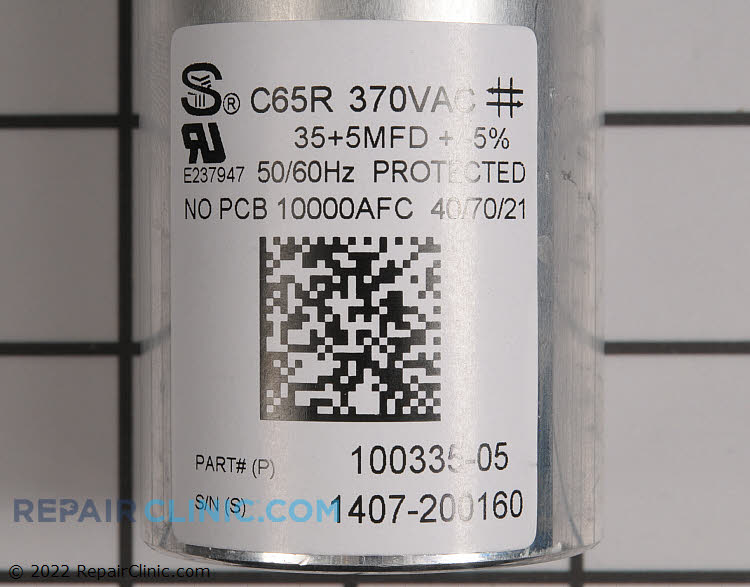 ® C65R 370VAC
35+5MFD + -5%
E237947 50/60Hz PROTECTED
NO PCB 10000AFC 40/70/21
PART# (P) 100335-05
S/N (S) 1407-200160
REPAIRCLINIC.COM
© 2022 RepairClinic.com